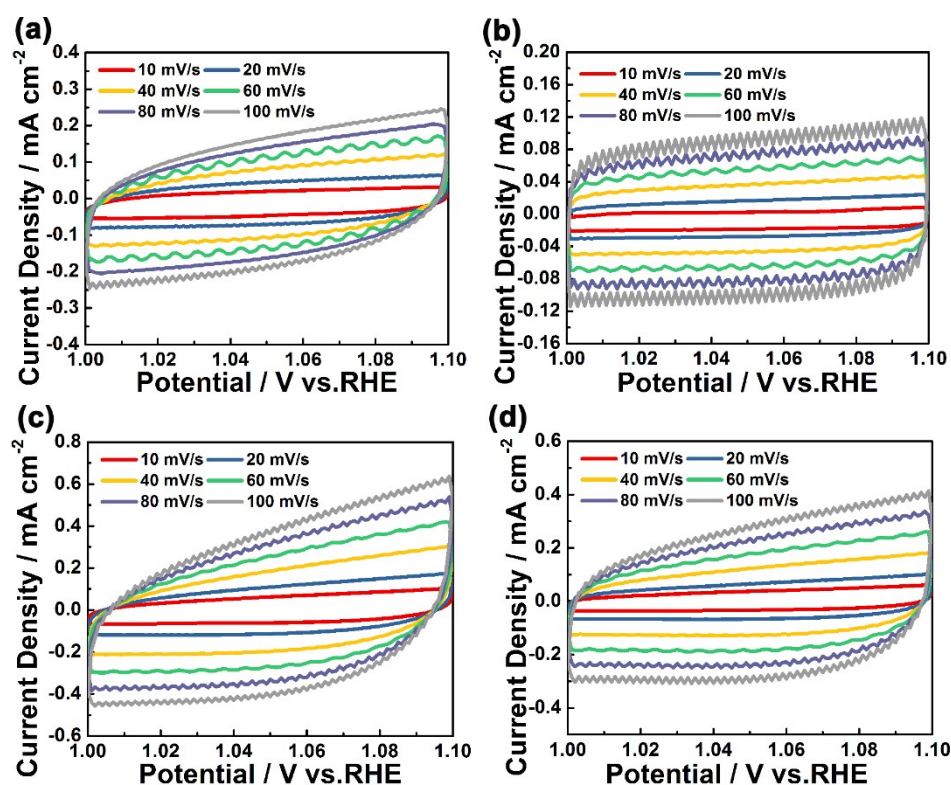 (a)
0.4
0.3
0.2
0.1
0.0
-0.1
-0.2
-0.3
-0.4
10 mV/s 20 mV/s
40 mV/s 60 mV/s
80 mV/s 100 mV/s
1.00 1.02 1.04 1.06 1.08 1.10
Potential / V vs.RHE
Current Density / mA cm-2
(b)
0.20
0.16
0.12
0.08
0.04
0.00
-0.04
-0.08
-0.12
-0.16
10 mV/s 20 mV/s
40 mV/s 60 mV/s
80 mV/s 100 mV/s
1.00 1.02 1.04 1.06 1.08 1.10
Potential / V vs.RHE
Current Density / mA cm-2
(c)
0.8
0.6
0.4
0.2
0.0
-0.2
-0.4
-0.6
10 mV/s 20 mV/s
40 mV/s 60 mV/s
80 mV/s 100 mV/s
1.00 1.02 1.04 1.06 1.08 1.10
Potential / V vs.RHE
Current Density / mA cm-2
(d)
0.6
0.4
0.2
0.0
-0.2
-0.4
10 mV/s 20 mV/s
40 mV/s 60 mV/s
80 mV/s 100 mV/s
1.00 1.02 1.04 1.06 1.08 1.10
Potential / V vs.RHE
Current Density / mA cm-2